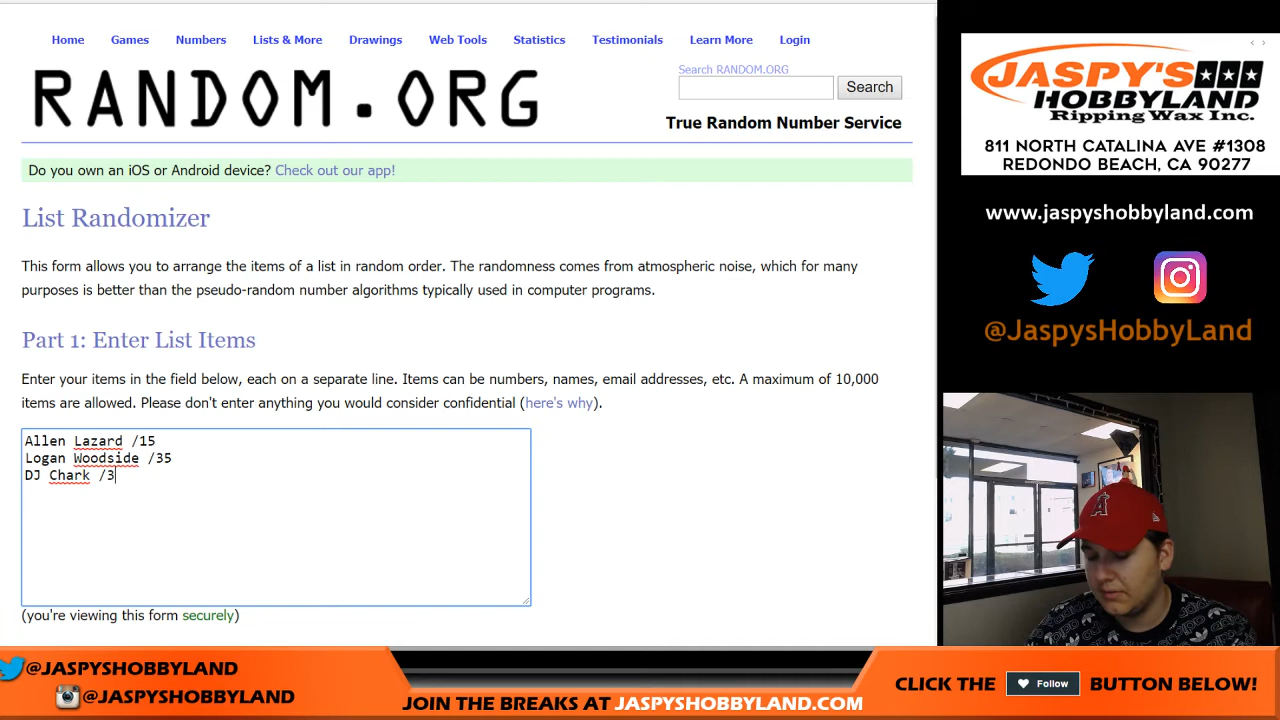 Home Games Numbers Lists & More Drawings Web Tools Statistics Testimonials Learn More Login
RANDOM.ORG
Search RANDOM.ORG
Search
True Random Number Service
Do you own an iOS or Android device? Check out our app!
List Randomizer
This form allows you to arrange the items of a list in random order. The randomness comes from atmospheric noise, which for many
purposes is better than the pseudo-random number algorithms typically used in computer programs.
Part 1: Enter List Items
Enter your items in the field below, each on a separate line. Items can be numbers, names, email addresses, etc. A maximum of 10,000
items are allowed. Please don't enter anything you would consider confidential (here's why).
Allen Lazard /15
Logan Woodside /35
DJ Chark /3
(you're viewing this form securely)
JASPY'S
HOBBYLAND
Ripping Wax Inc.
811 NORTH CATALINA AVE #1308
REDONDO BEACH, CA 90277
www.jaspyshobbyland.com
@JaspysHobbyLand
@JASPYSHOBBYLAND
@JASPYSHOBBYLAND
JOIN THE BREAKS AT JASPYSHOBBYLAND.COM
CLICK THE Follow BUTTON BELOW!